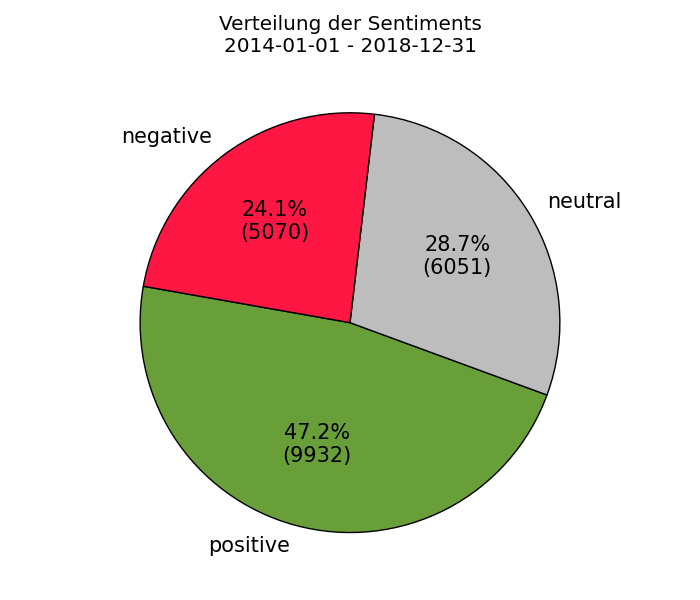 Verteilung der Sentiments
2014-01-01 - 2018-12-31
negative
24.1%
(5070)
neutral
28.7%
(6051)
47.2%
(9932)
positive